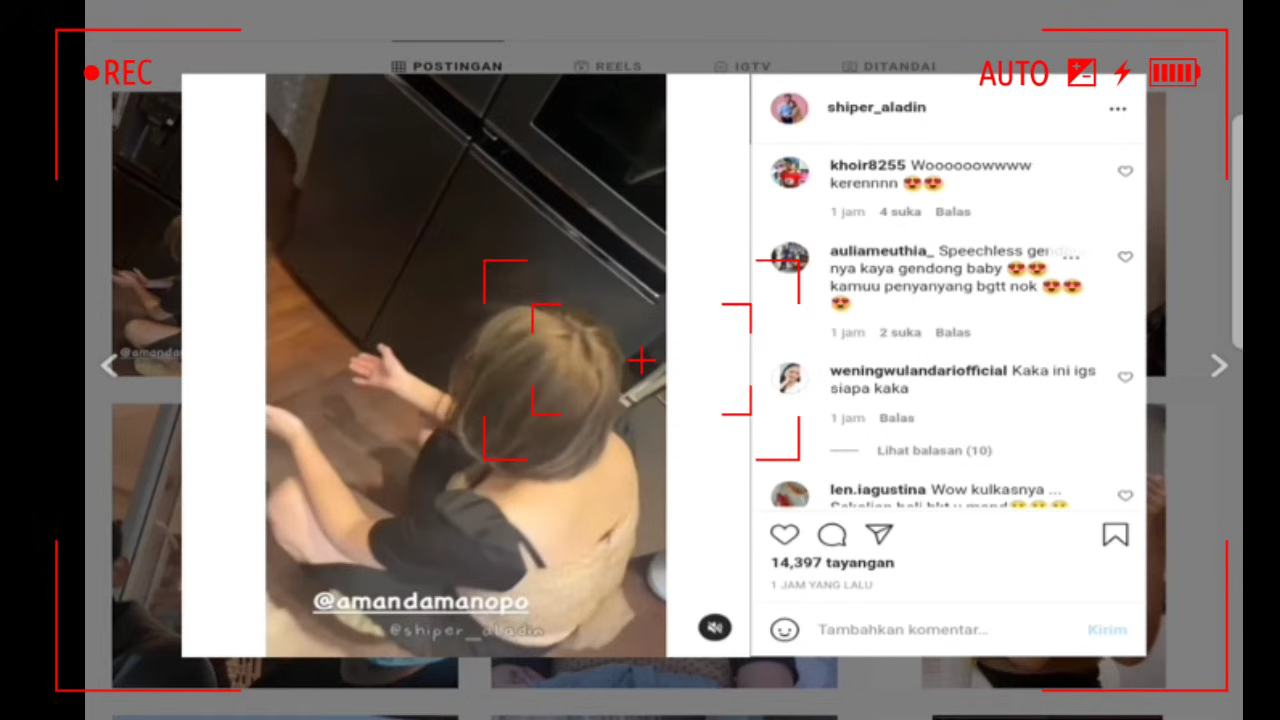 REC
AUTO
POSTINGAN
REELS
IGTV
DITANDAI
shiper_aladin
khoir8255 Woooooowwww
kerennnn 😍😍
1 jam 4 suka Balas
auliameuthia_ Speechless
nya kaya gendong baby 😍😍
kamuu penyanyang bgtt nok 😍😍
😍
1 jam 2 suka Balas
weningwulandariofficial Kaka ini igs
siapa kaka
1 jam Balas
Lihat balasan (10)
len.iagustina Wow kulkasnya ...
14,397 tayangan
1 JAM YANG LALU
Tambahkan komentar... Kirim
@amandamanopo
@shiper_aladin